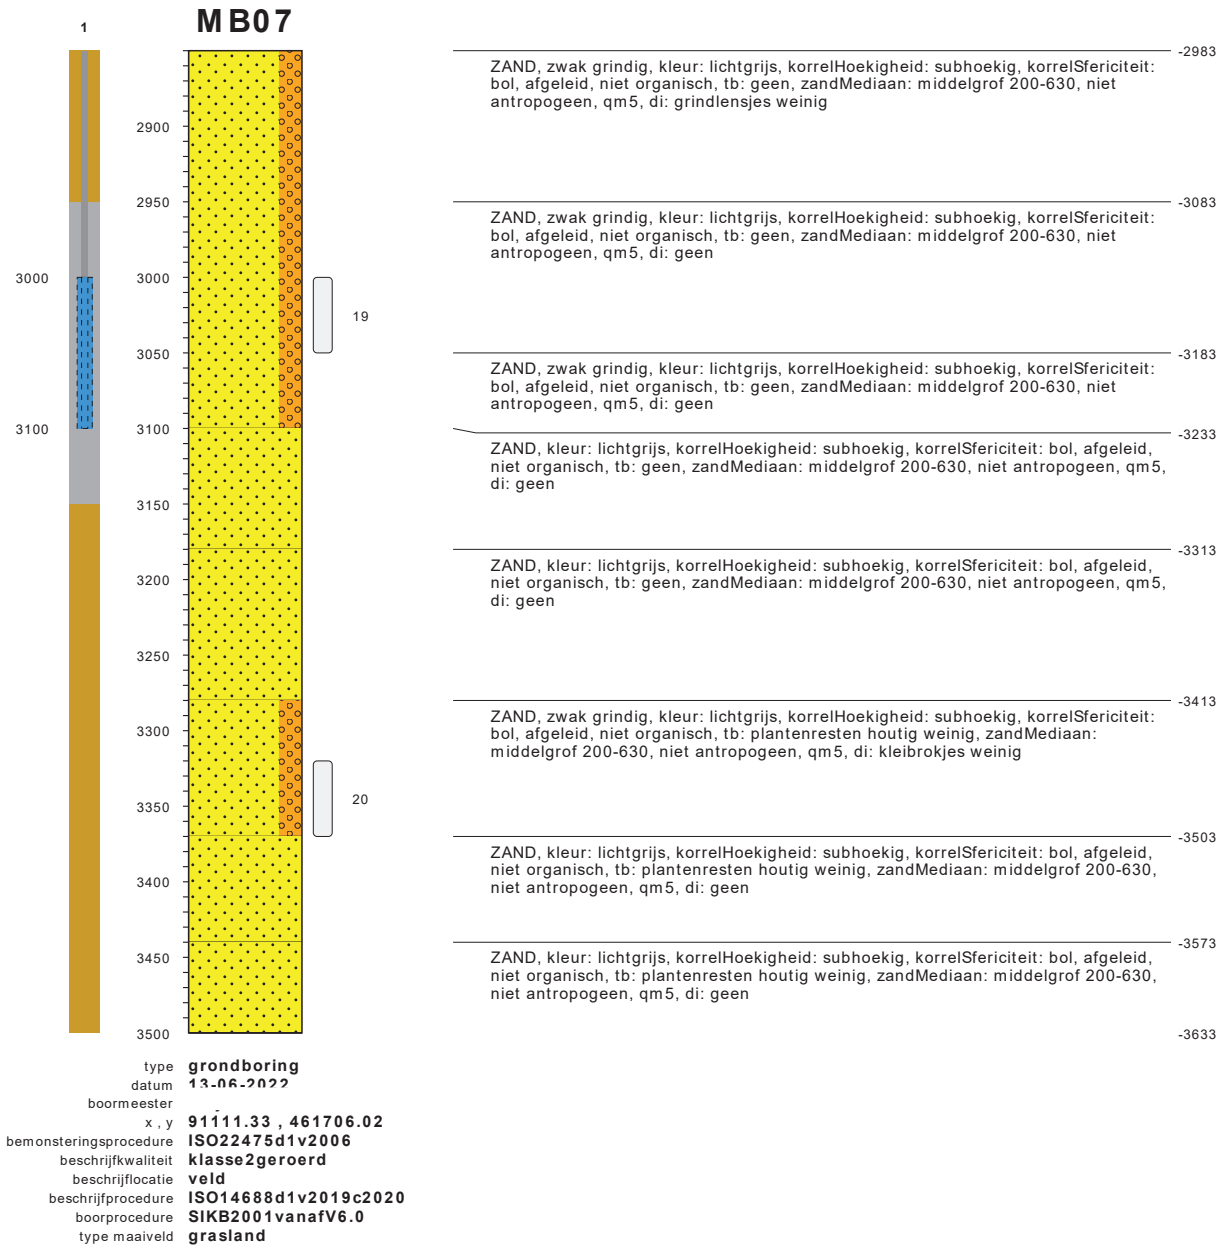 1
MB07
-2983
ZAND, zwak grindig, kleur: lichtgrijs, korrelHoekigheid: subhoekig, korrelSfericiteit:
bol, afgeleid, niet organisch, tb: geen, zandMediaan: middelgrof 200-630, niet
antropogeen, qm5, di: grindlensjes weinig
2900
2950
-3083
ZAND, zwak grindig, kleur: lichtgrijs, korrelHoekigheid: subhoekig, korrelSfericiteit:
bol, afgeleid, niet organisch, tb: geen, zandMediaan: middelgrof 200-630, niet
antropogeen, qm5, di: geen
3000
3000
19
3050
-3183
ZAND, zwak grindig, kleur: lichtgrijs, korrelHoekigheid: subhoekig, korrelSfericiteit:
bol, afgeleid, niet organisch, tb: geen, zandMediaan: middelgrof 200-630, niet
antropogeen, qm5, di: geen
3100
3100
-3233
ZAND, kleur: lichtgrijs, korrelHoekigheid: subhoekig, korrelSfericiteit: bol, afgeleid,
niet organisch, tb: geen, zandMediaan: middelgrof 200-630, niet antropogeen, qm5,
di: geen
3150
-3313
ZAND, kleur: lichtgrijs, korrelHoekigheid: subhoekig, korrelSfericiteit: bol, afgeleid,
niet organisch, tb: geen, zandMediaan: middelgrof 200-630, niet antropogeen, qm5,
di: geen
3200
3250
-3413
ZAND, zwak grindig, kleur: lichtgrijs, korrelHoekigheid: subhoekig, korrelSfericiteit:
bol, afgeleid, niet organisch, tb: plantenresten houtig weinig, zandMediaan:
middelgrof 200-630, niet antropogeen, qm5, di: kleibrokjes weinig
3300
20
3350
-3503
ZAND, kleur: lichtgrijs, korrelHoekigheid: subhoekig, korrelSfericiteit: bol, afgeleid,
niet organisch, tb: plantenresten houtig weinig, zandMediaan: middelgrof 200-630,
niet antropogeen, qm5, di: geen
3400
-3573
ZAND, kleur: lichtgrijs, korrelHoekigheid: subhoekig, korrelSfericiteit: bol, afgeleid,
niet organisch, tb: plantenresten houtig weinig, zandMediaan: middelgrof 200-630,
niet antropogeen, qm5, di: geen
3450
3500
-3633
type grondboring
datum 13-06-2022
boormeester
x , y 91111.33 , 461706.02
bemonsteringsprocedure ISO22475d1v2006
beschrijfkwaliteit klasse2geroerd
beschrijflocatie veld
beschrijfprocedure ISO14688d1v2019c2020
boorprocedure SIKB2001vanafV6.0
type maaiveld grasland